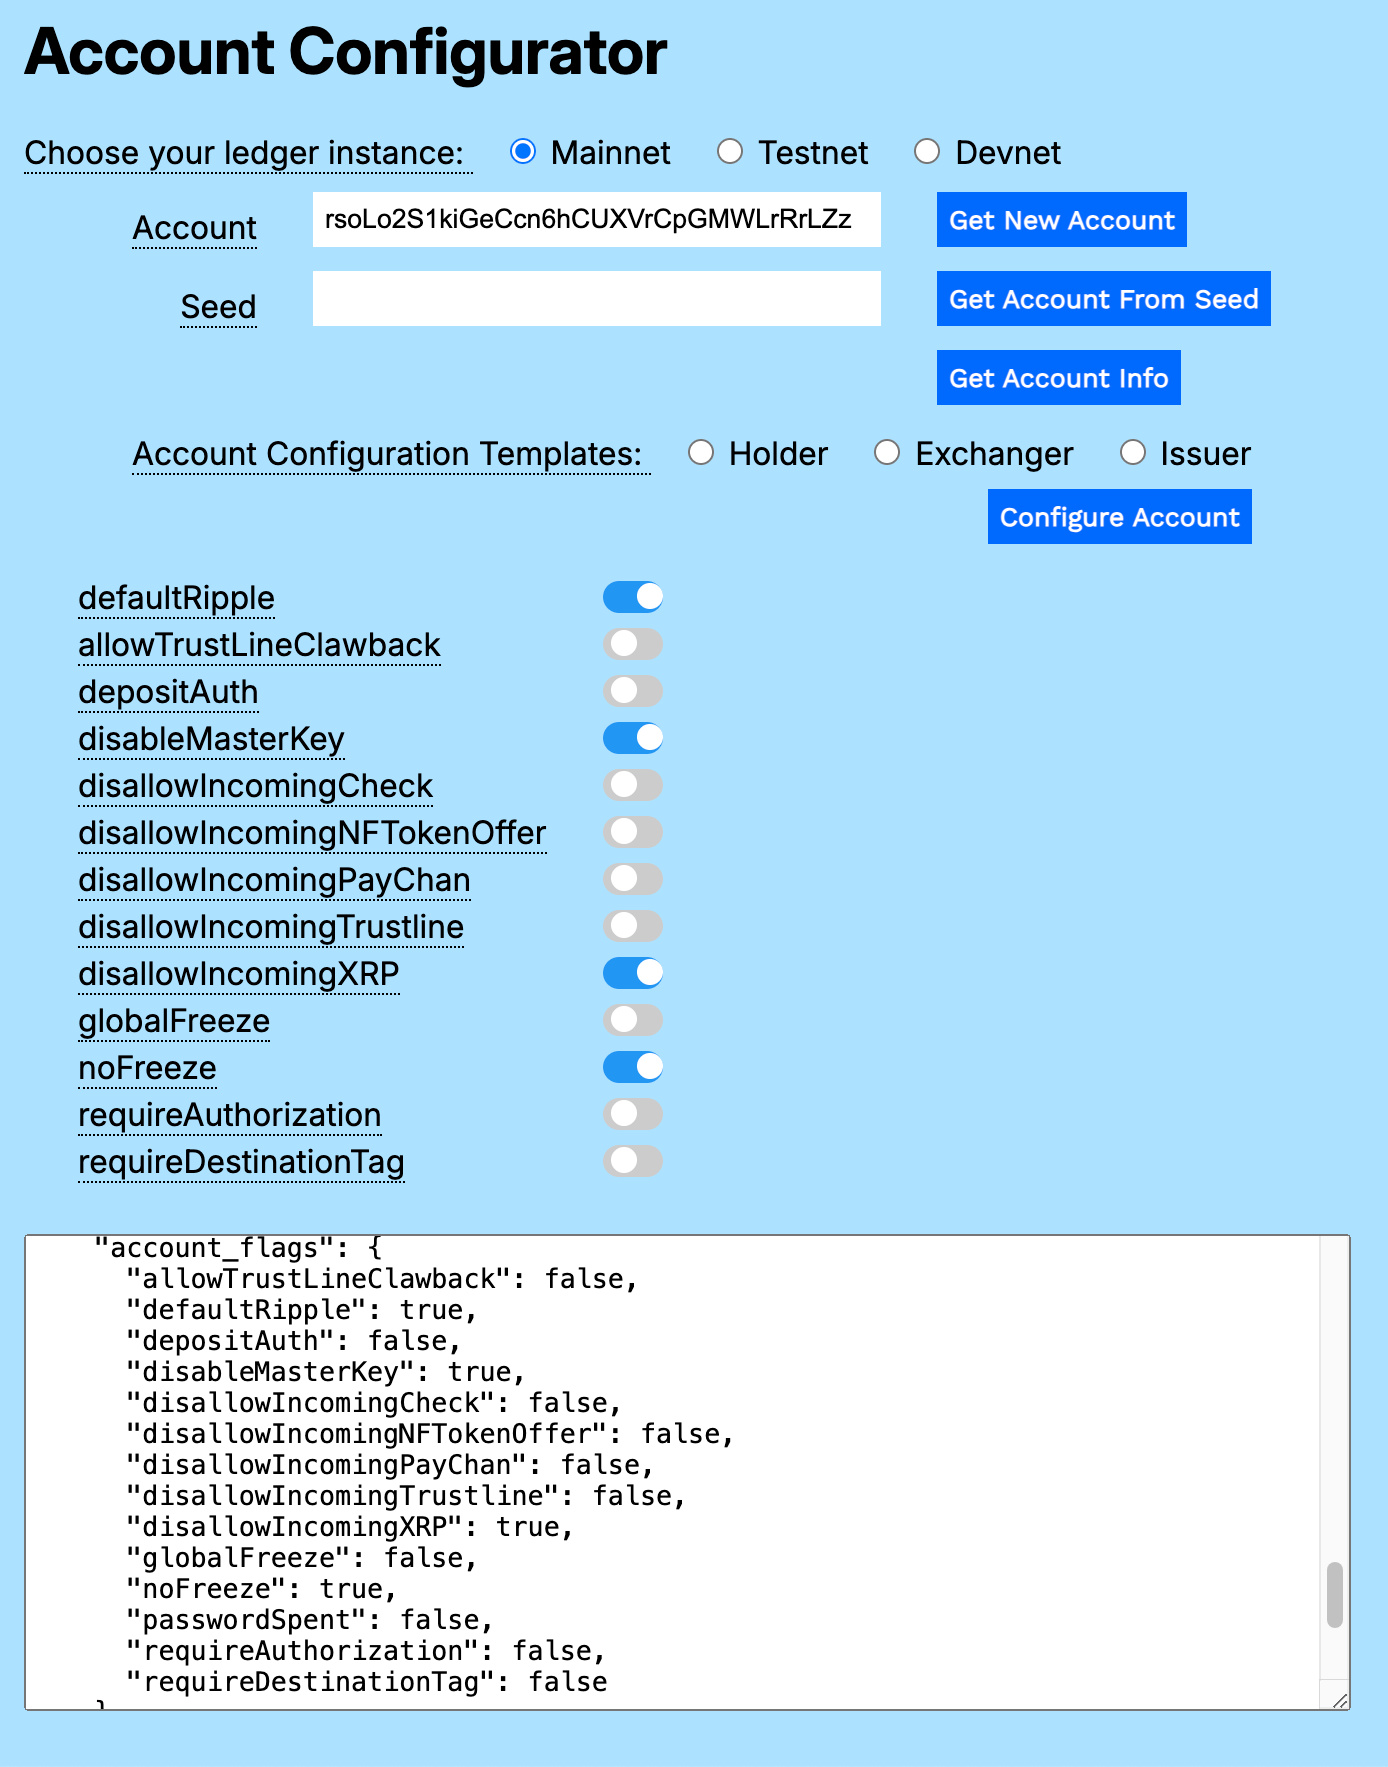 Account Configurator
Choose your ledger instance: Mainnet Testnet Devnet
Account rsoLo2S1kiGeCcn6hCUXVrCpGMWLrRrLZz Get New Account
Seed Get Account From Seed
Get Account Info
Account Configuration Templates: Holder Exchanger Issuer
Configure Account
defaultRipple
allowTrustLineClawback
depositAuth
disableMasterKey
disallowIncomingCheck
disallowIncomingNFTokenOffer
disallowIncomingPayChan
disallowIncomingTrustline
disallowIncomingXRP
globalFreeze
noFreeze
requireAuthorization
requireDestinationTag
"account_flags": {
"allowTrustLineClawback": false,
"defaultRipple": true,
"depositAuth": false,
"disableMasterKey": true,
"disallowIncomingCheck": false,
"disallowIncomingNFTokenOffer": false,
"disallowIncomingPayChan": false,
"disallowIncomingTrustline": false,
"disallowIncomingXRP": true,
"globalFreeze": false,
"noFreeze": true,
"passwordSpent": false,
"requireAuthorization": false,
"requireDestinationTag": false
}